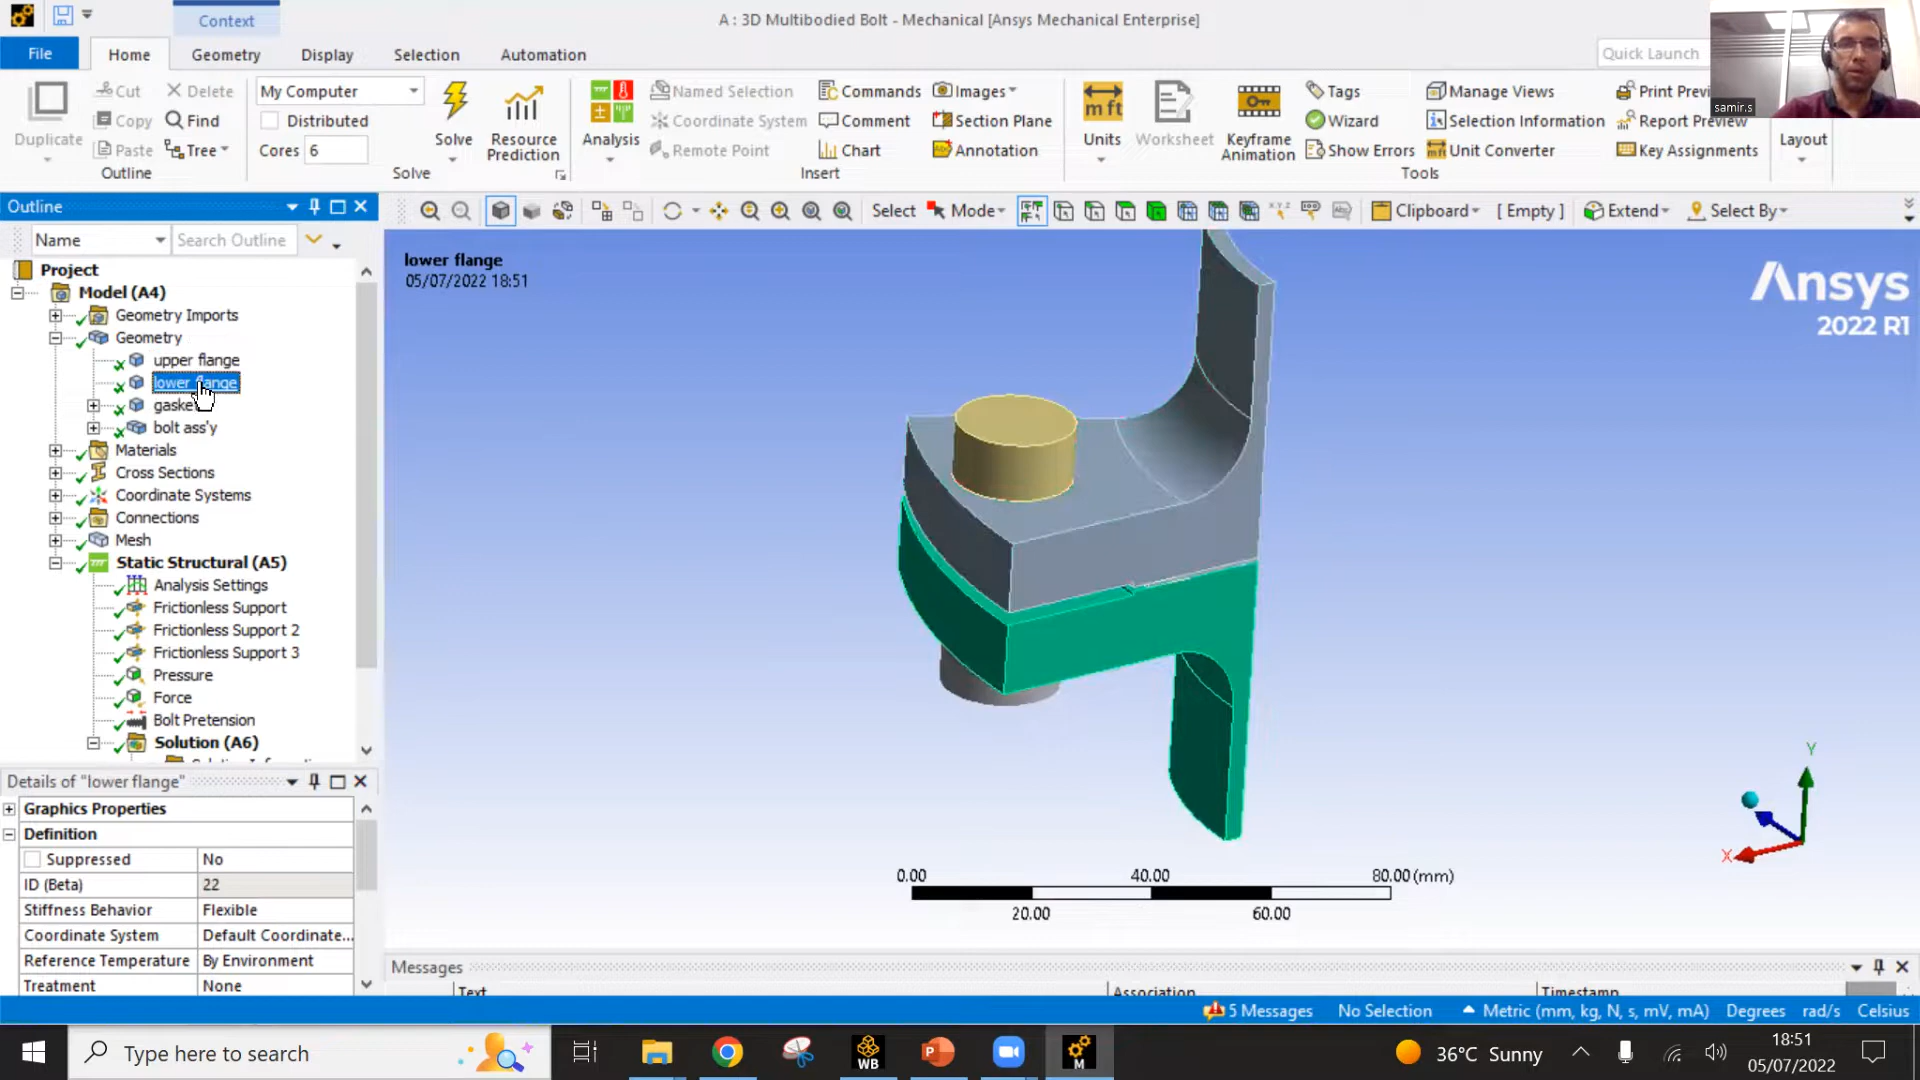 Context
A : 3D Multibodied Bolt - Mechanical [Ansys Mechanical Enterprise]
File
Home
Geometry
Display
Selection
Automation
Quick Launch
samir.s
Duplicate
Cut
Delete
Copy
Find
Paste
Tree
Outline
My Computer
Distributed
Cores 6
Solve
Resource
Prediction
Solve
Analysis
Named Selection
Coordinate System
Remote Point
Commands
Comment
Chart
Images
Section Plane
Annotation
Insert
Units
Worksheet
Keyframe
Animation
Tags
Wizard
Show Errors
Manage Views
Selection Information
Unit Converter
Print Previ
Report Preview
Key Assignments
Tools
Layout
Outline
Name
Search Outline
Select
Mode
Clipboard
[ Empty ]
Extend
Select By
Project
Model (A4)
Geometry Imports
Geometry
upper flange
lower flange
gasket
bolt ass'y
Materials
Cross Sections
Coordinate Systems
Connections
Mesh
Static Structural (A5)
Analysis Settings
Frictionless Support
Frictionless Support 2
Frictionless Support 3
Pressure
Force
Bolt Pretension
Solution (A6)
lower flange
05/07/2022 18:51
Ansys
2022 R1
Y
X
0.00
40.00
80.00 (mm)
20.00
60.00
Details of "lower flange"
Graphics Properties
Definition
Suppressed No
ID (Beta) 22
Stiffness Behavior Flexible
Coordinate System Default Coordinate...
Reference Temperature By Environment
Treatment None
Messages
Text
Association
Timestamp
5 Messages
No Selection
Metric (mm, kg, N, s, mV, mA)
Degrees
rad/s
Celsius
Type here to search
WB
M
36°C Sunny
18:51
05/07/2022